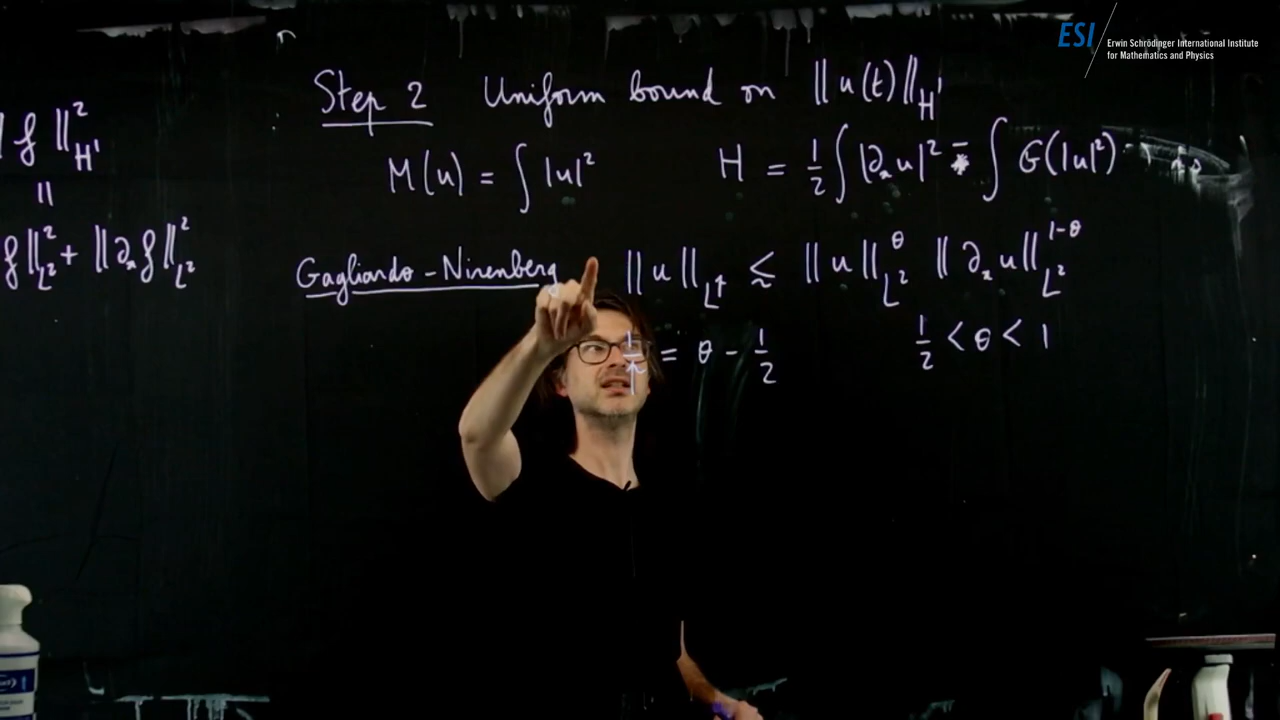 ESI Erwin Schrödinger International Institute
for Mathematics and Physics
Step 2 Uniform bound on ‖u(t)‖_{H¹}
‖f‖²_{H¹}
M(u) = ∫ |u|² H = ½ ∫ |∂ₓu|² - ∫ G(|u|²)
||
f‖²_{L²} + ‖∂ₓf‖²_{L²}
Gagliardo - Nirenberg ‖u‖_{L^p} ≲ ‖u‖^θ_{L²} ‖∂ₓu‖^{1-θ}_{L²}
1/p = θ - 1/2 1/2 < θ < 1